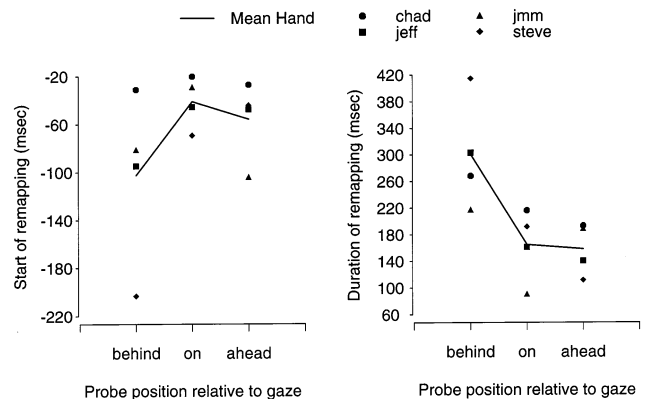 Mean Hand
chad
jeff
jmm
steve
Start of remapping (msec)
-20
-60
-100
-140
-180
-220
behind on ahead
Probe position relative to gaze
Duration of remapping (msec)
420
380
340
300
260
220
180
140
100
60
behind on ahead
Probe position relative to gaze